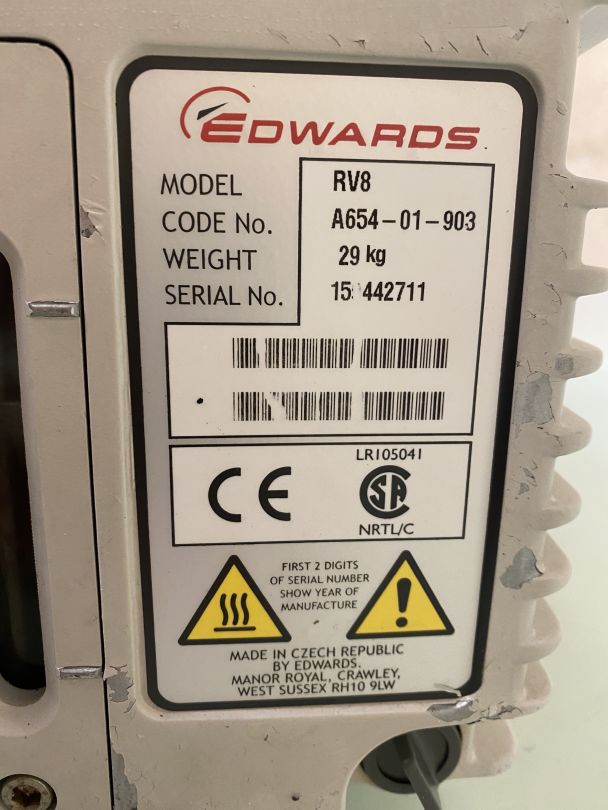 EDWARDS
MODEL RV8
CODE No. A654-01-903
WEIGHT 29 kg
SERIAL No. 15 442711
LR105041
CE SA
NRTL/C
FIRST 2 DIGITS
OF SERIAL NUMBER
SHOW YEAR OF
MANUFACTURE
MADE IN CZECH REPUBLIC
BY EDWARDS.
MANOR ROYAL, CRAWLEY,
WEST SUSSEX RH10 9LW